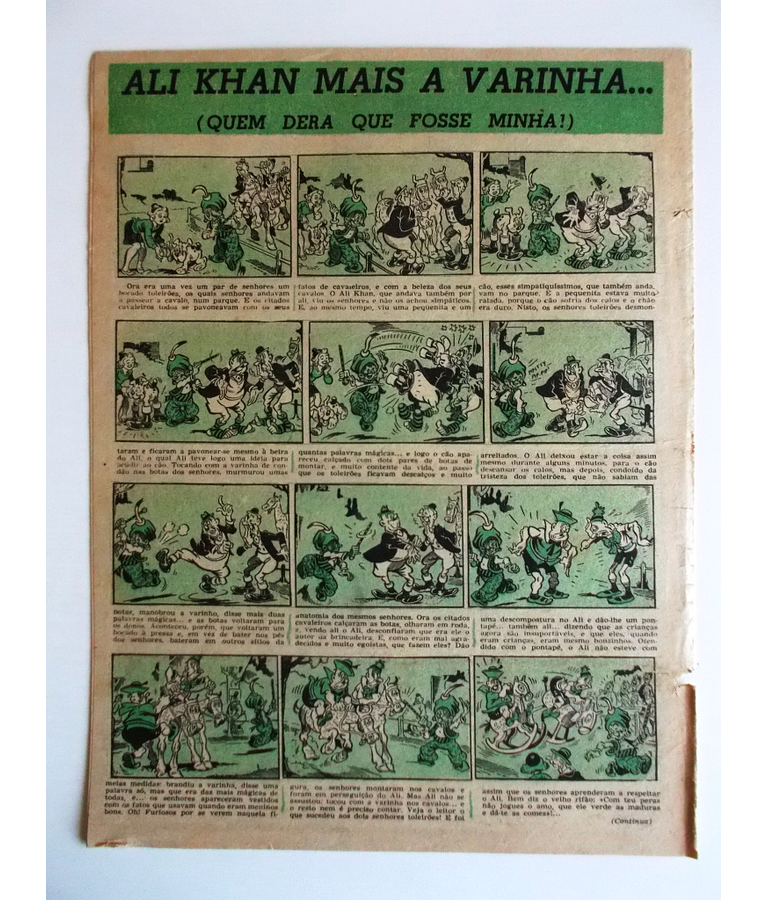 ALI KHAN MAIS A VARINHA...
(QUEM DERA QUE FOSSE MINHA!)
Ora era uma vez um par de senhores um
bocado toleirões, os quais senhores andavam
a passear a cavalo, num parque. E os citados
cavaleiros todos se pavoneavam com os seus
fatos de cavaleiros, e com a beleza dos seus
cavalos. O Ali Khan, que andava também por
ali, viu os senhores e não os achou simpáticos.
E, ao mesmo tempo, viu uma pequenita e um
cão, esses simpatiquíssimos, que também anda-
vam no parque. E a pequenita estava muito
ralada, porque o cão sofria dos calos e o chão
era duro. Nisto, os senhores toleirões desmon-
taram e ficaram a pavonear-se mesmo à beira
do Ali, o qual Ali teve logo uma ideia para
acudir ao cão. Tocando com a varinha de con-
dão nas botas dos senhores, murmurou umas
quantas palavras mágicas... e logo o cão apa-
receu calçado com dois pares de botas de
montar, e muito contente da vida, ao passo
que os toleirões ficavam descalços e muito
arreliados. O Ali deixou estar a coisa assim
mesmo durante alguns minutos, para o cão
descansar os calos, mas depois, condoído da
tristeza dos toleirões, que não sabiam das
botas, manobrou a varinha, disse mais duas
palavras mágicas... e as botas voltaram para
os donos. Aconteceu, porém, que voltaram um
bocado à pressa e, em vez de bater nos pés
dos senhores, bateram em outros sítios da
anatomia dos mesmos senhores. Ora os citados
cavaleiros calçaram as botas, olharam em roda,
e, vendo ali o Ali, desconfiaram que era ele o
autor da brincadeira. E, como eram mal agra-
decidos e muito egoístas, que fazem eles? Dão
uma descompostura no Ali e dão-lhe um pon-
tapé... também ali... dizendo que as crianças
agora são insuportáveis, e que eles, quando
eram crianças, eram mesmo bonzinhos. Ofen-
dido com o pontapé, o Ali não esteve com
meias medidas: brandiu a varinha, disse uma
palavra só, mas que era das mais mágicas de
todas, e... os senhores apareceram vestidos
com os fatos que usavam quando eram meninos
bons. Oh! Furiosos por se verem naquela fi-
gura, os senhores montaram nos cavalos e
foram em perseguição do Ali. Mas Ali não se
assustou: tocou com a varinha nos cavalos... e
o resto nem é preciso contar. Veja o leitor o
que sucedeu aos dois senhores toleirões! E foi
assim que os senhores aprenderam a respeitar
o Ali. Bem diz o velho rifão: «Com teu peras
não jogues o amo, que ele verde as maduras
e dá-te as comesa!...
(Continua)